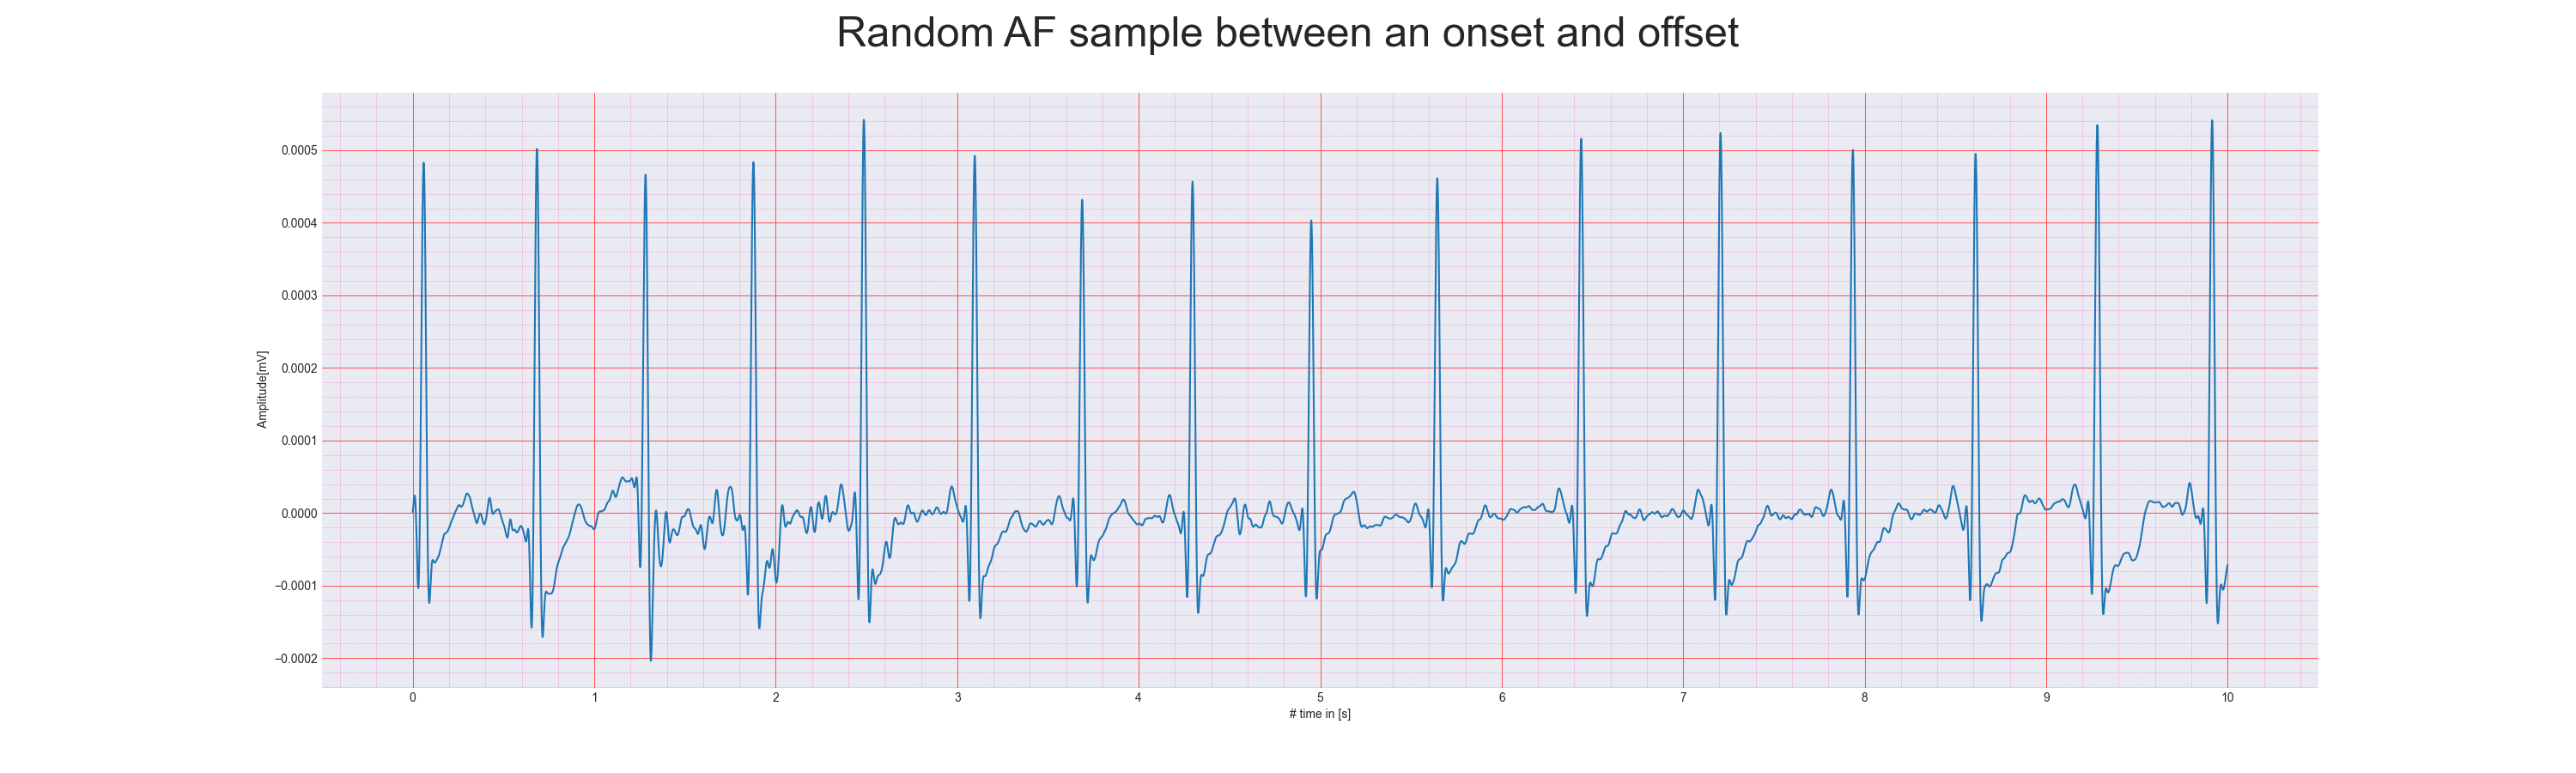 Random AF sample between an onset and offset
0.0005
0.0004
0.0003
0.0002
0.0001
0.0000
−0.0001
−0.0002
Amplitude[mV]
0 1 2 3 4 5 6 7 8 9 10
# time in [s]